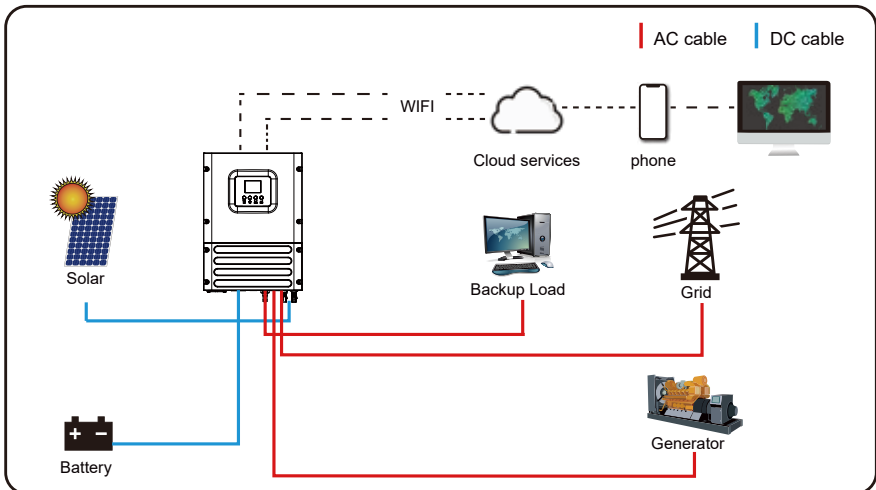 AC cable
DC cable
WIFI
Cloud services
phone
Solar
Backup Load
Grid
+ −
Battery
Generator